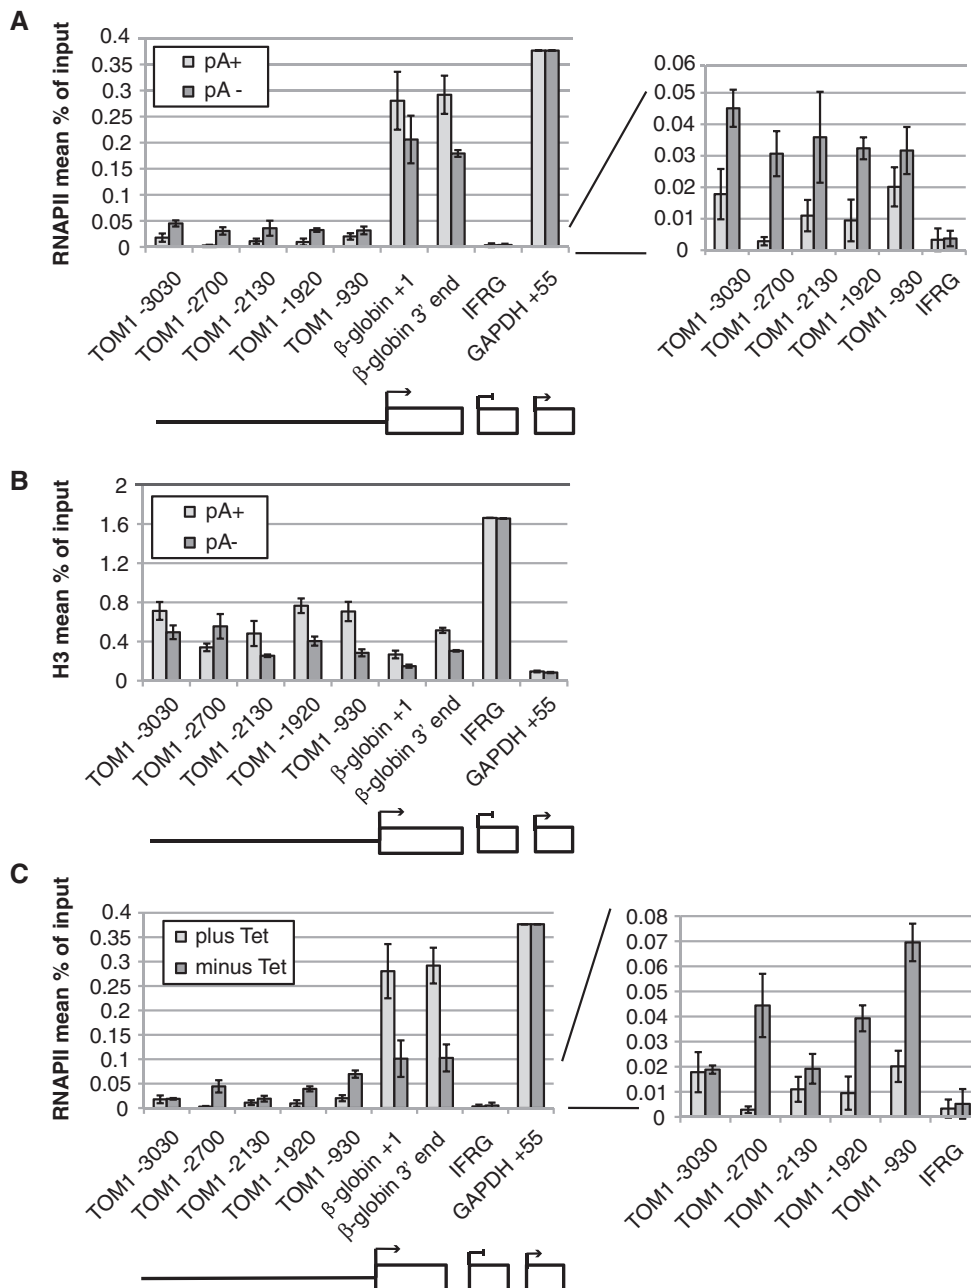 A
RNAPII mean % of input
0.4
0.35
0.3
0.25
0.2
0.15
0.1
0.05
0
pA+
pA -
TOM1 -3030
TOM1 -2700
TOM1 -2130
TOM1 -1920
TOM1 -930
β-globin +1
β-globin 3' end
IFRG
GAPDH +55
0.06
0.05
0.04
0.03
0.02
0.01
0
TOM1 -3030
TOM1 -2700
TOM1 -2130
TOM1 -1920
TOM1 -930
IFRG
B
H3 mean % of input
2
1.6
1.2
0.8
0.4
0
pA+
pA-
TOM1 -3030
TOM1 -2700
TOM1 -2130
TOM1 -1920
TOM1 -930
β-globin +1
β-globin 3' end
IFRG
GAPDH +55
C
RNAPII mean % of input
0.4
0.35
0.3
0.25
0.2
0.15
0.1
0.05
0
plus Tet
minus Tet
TOM1 -3030
TOM1 -2700
TOM1 -2130
TOM1 -1920
TOM1 -930
β-globin +1
β-globin 3' end
IFRG
GAPDH +55
0.08
0.07
0.06
0.05
0.04
0.03
0.02
0.01
0
TOM1 -3030
TOM1 -2700
TOM1 -2130
TOM1 -1920
TOM1 -930
IFRG